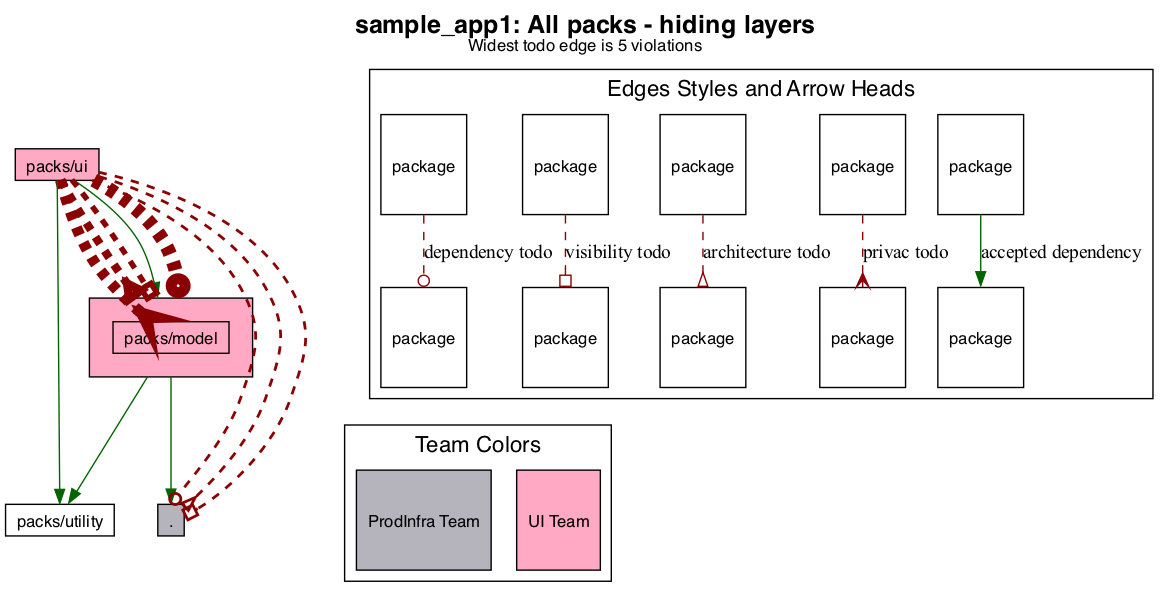 sample_app1: All packs - hiding layers
Widest todo edge is 5 violations
Edges Styles and Arrow Heads
package package package package package
dependency todo visibility todo architecture todo privac todo accepted dependency
package package package package package
packs/ui
packs/model
packs/utility
.
Team Colors
ProdInfra Team UI Team